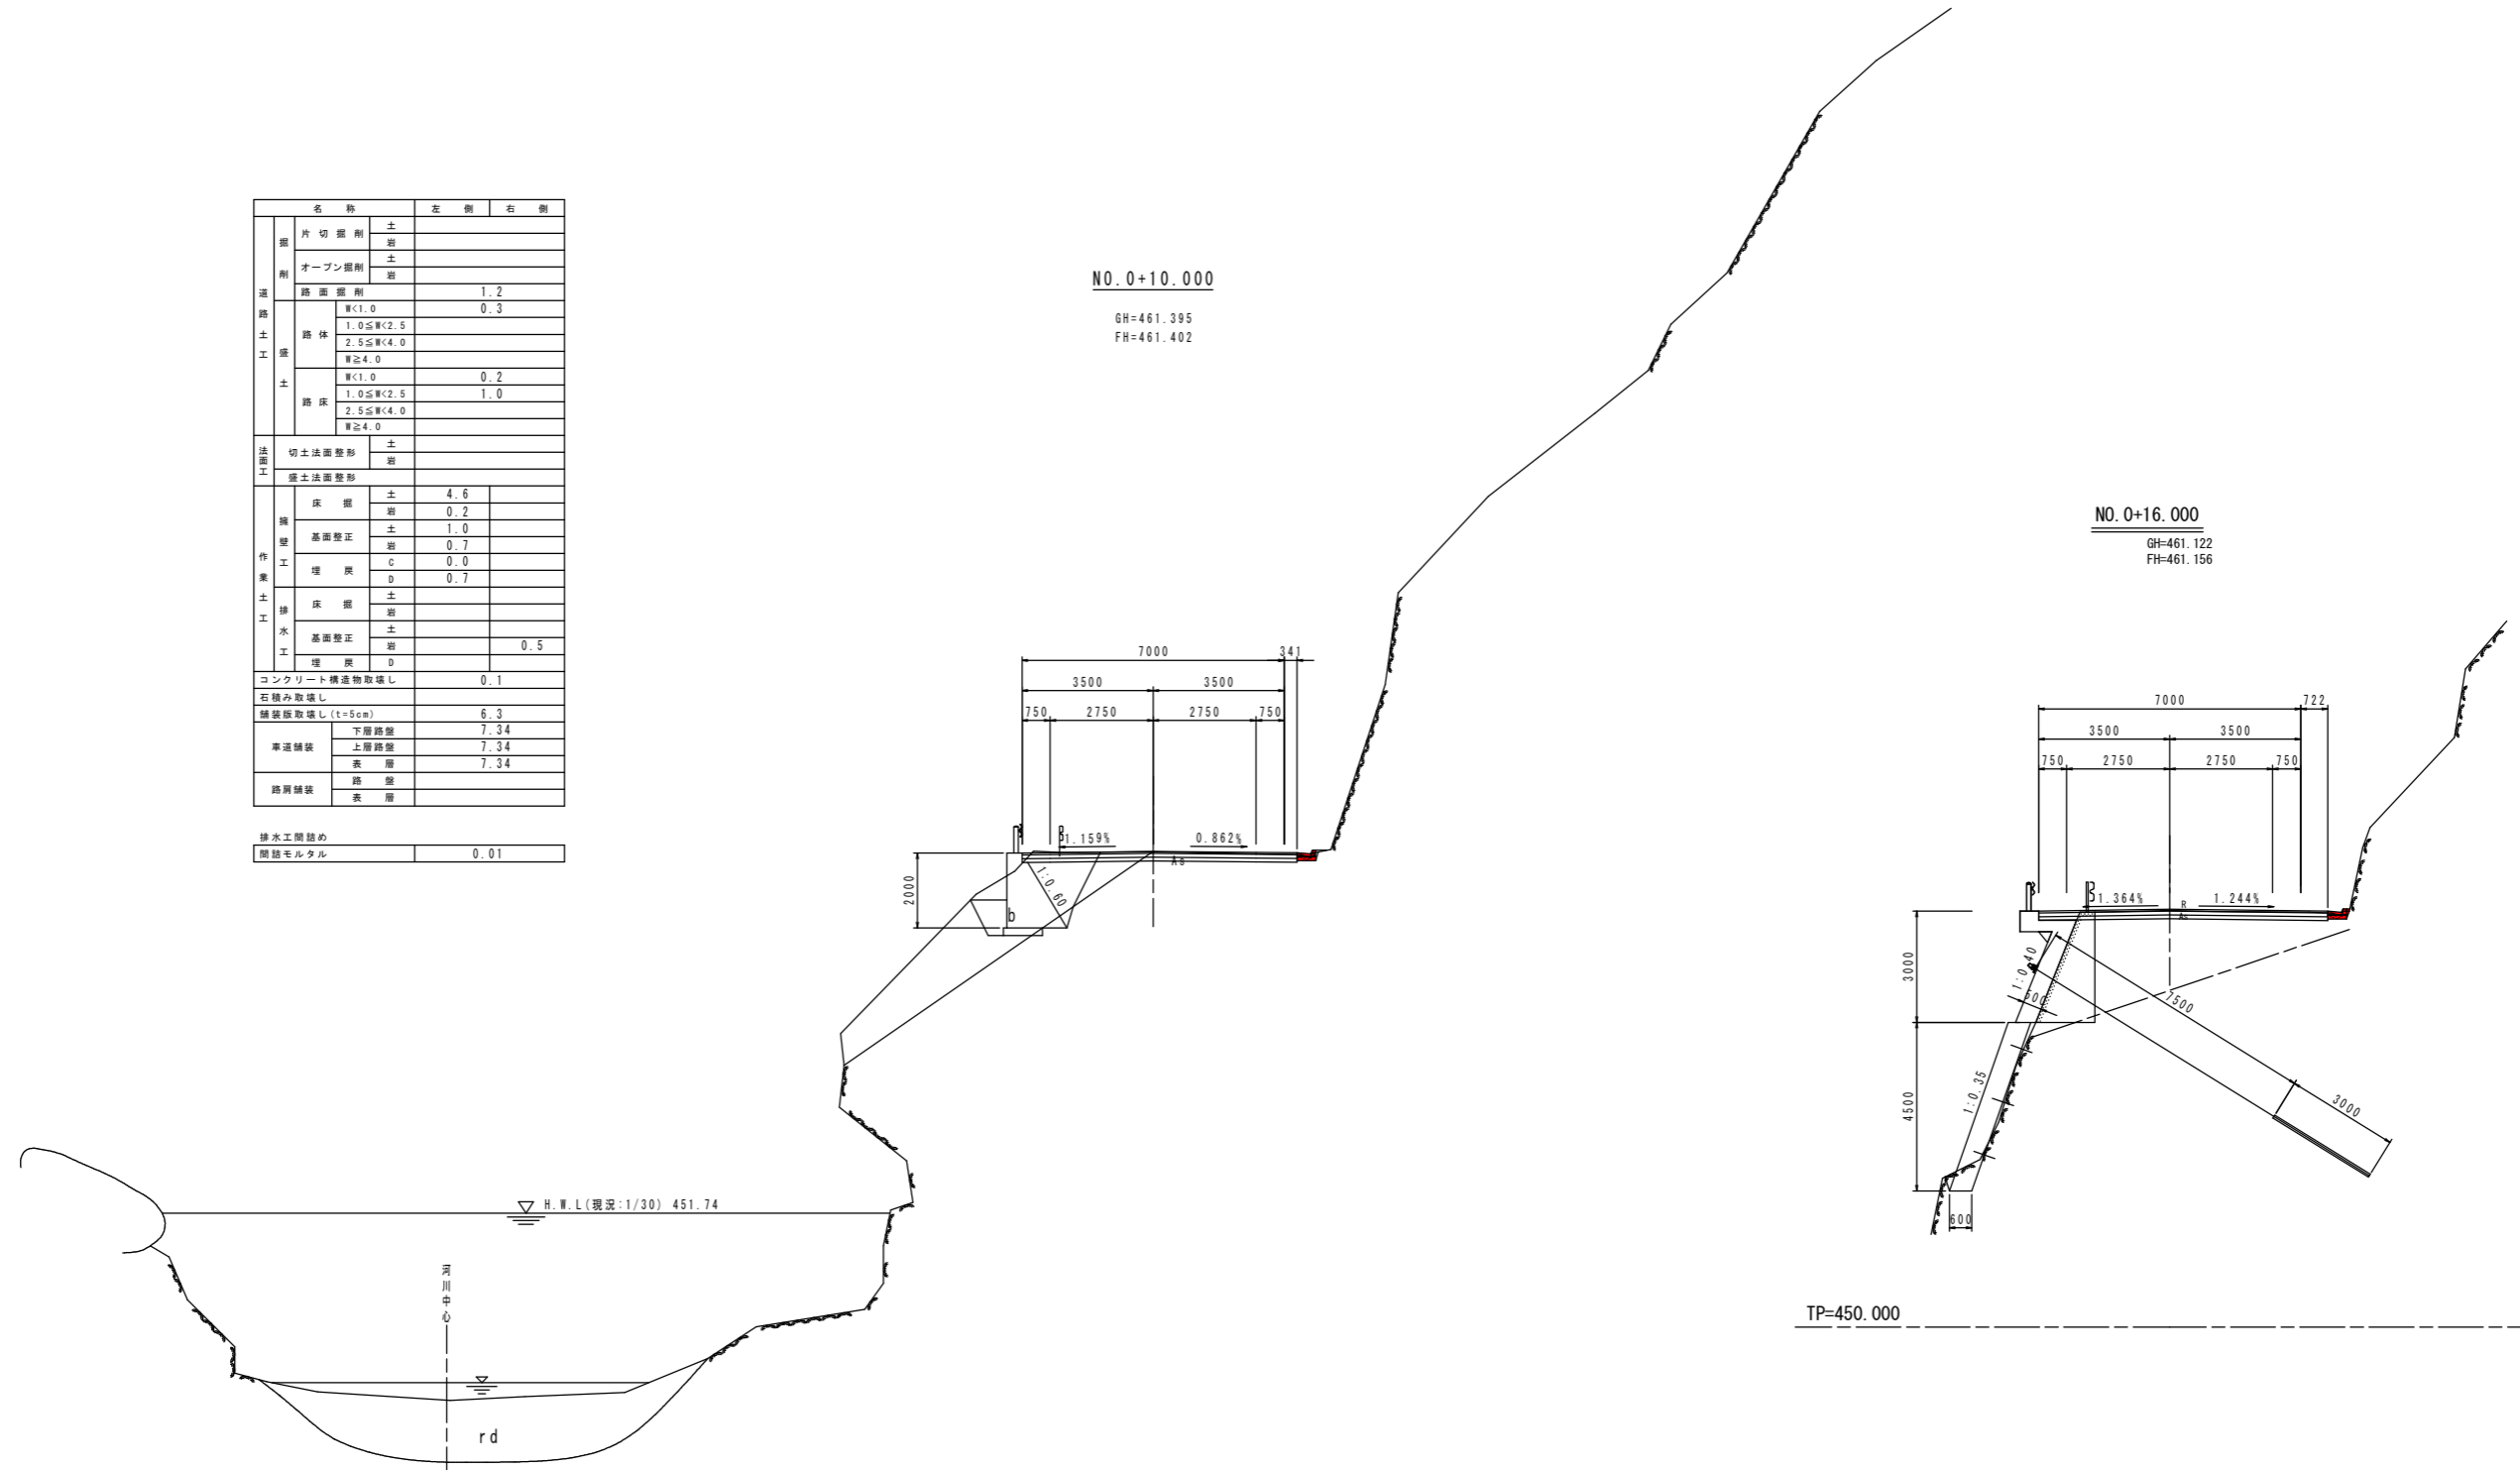 名 称 左 側 右 側
道路土工 掘削 片切掘削 土
岩
オープン掘削 土
岩
路面掘削 1.2
盛土 路体 W<1.0 0.3
1.0≦W<2.5
2.5≦W<4.0
W≧4.0
路床 W<1.0 0.2
1.0≦W<2.5 1.0
2.5≦W<4.0
W≧4.0
法面工 切土法面整形 土
岩
盛土法面整形
作業土工 擁壁工 床 掘 土 4.6
岩 0.2
基面整正 土 1.0
岩 0.7
埋 戻 C 0.0
D 0.7
排水工 床 掘 土
岩
基面整正 土
岩 0.5
埋 戻 D
コンクリート構造物取壊し 0.1
石積み取壊し
舗装版取壊し(t=5cm) 6.3
車道舗装 下層路盤 7.34
上層路盤 7.34
表 層 7.34
路肩舗装 路 盤
表 層
排水工間詰め
間詰モルタル 0.01
NO.0+10.000
GH=461.395
FH=461.402
7000 341
3500 3500
750 2750 2750 750
1.159% 0.862%
As
2000
1:0.60
b
H.W.L(現況:1/30) 451.74
河川中心
rd
NO.0+16.000
GH=461.122
FH=461.156
7000 722
3500 3500
750 2750 2750 750
1.364% R 1.244%
As
3000
1:0.40
500
7500
4500
1:0.35
3000
600
TP=450.000